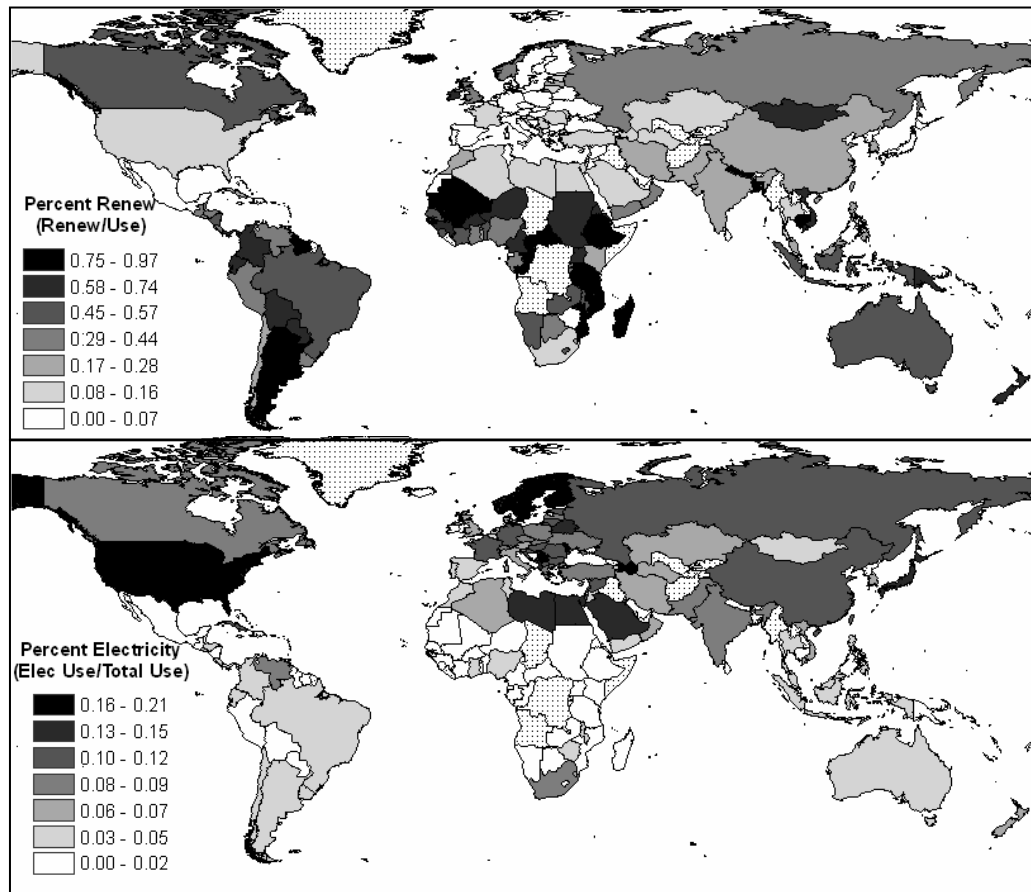 Percent Renew
(Renew/Use)
0.75 - 0.97
0.58 - 0.74
0.45 - 0.57
0.29 - 0.44
0.17 - 0.28
0.08 - 0.16
0.00 - 0.07
Percent Electricity
(Elec Use/Total Use)
0.16 - 0.21
0.13 - 0.15
0.10 - 0.12
0.08 - 0.09
0.06 - 0.07
0.03 - 0.05
0.00 - 0.02